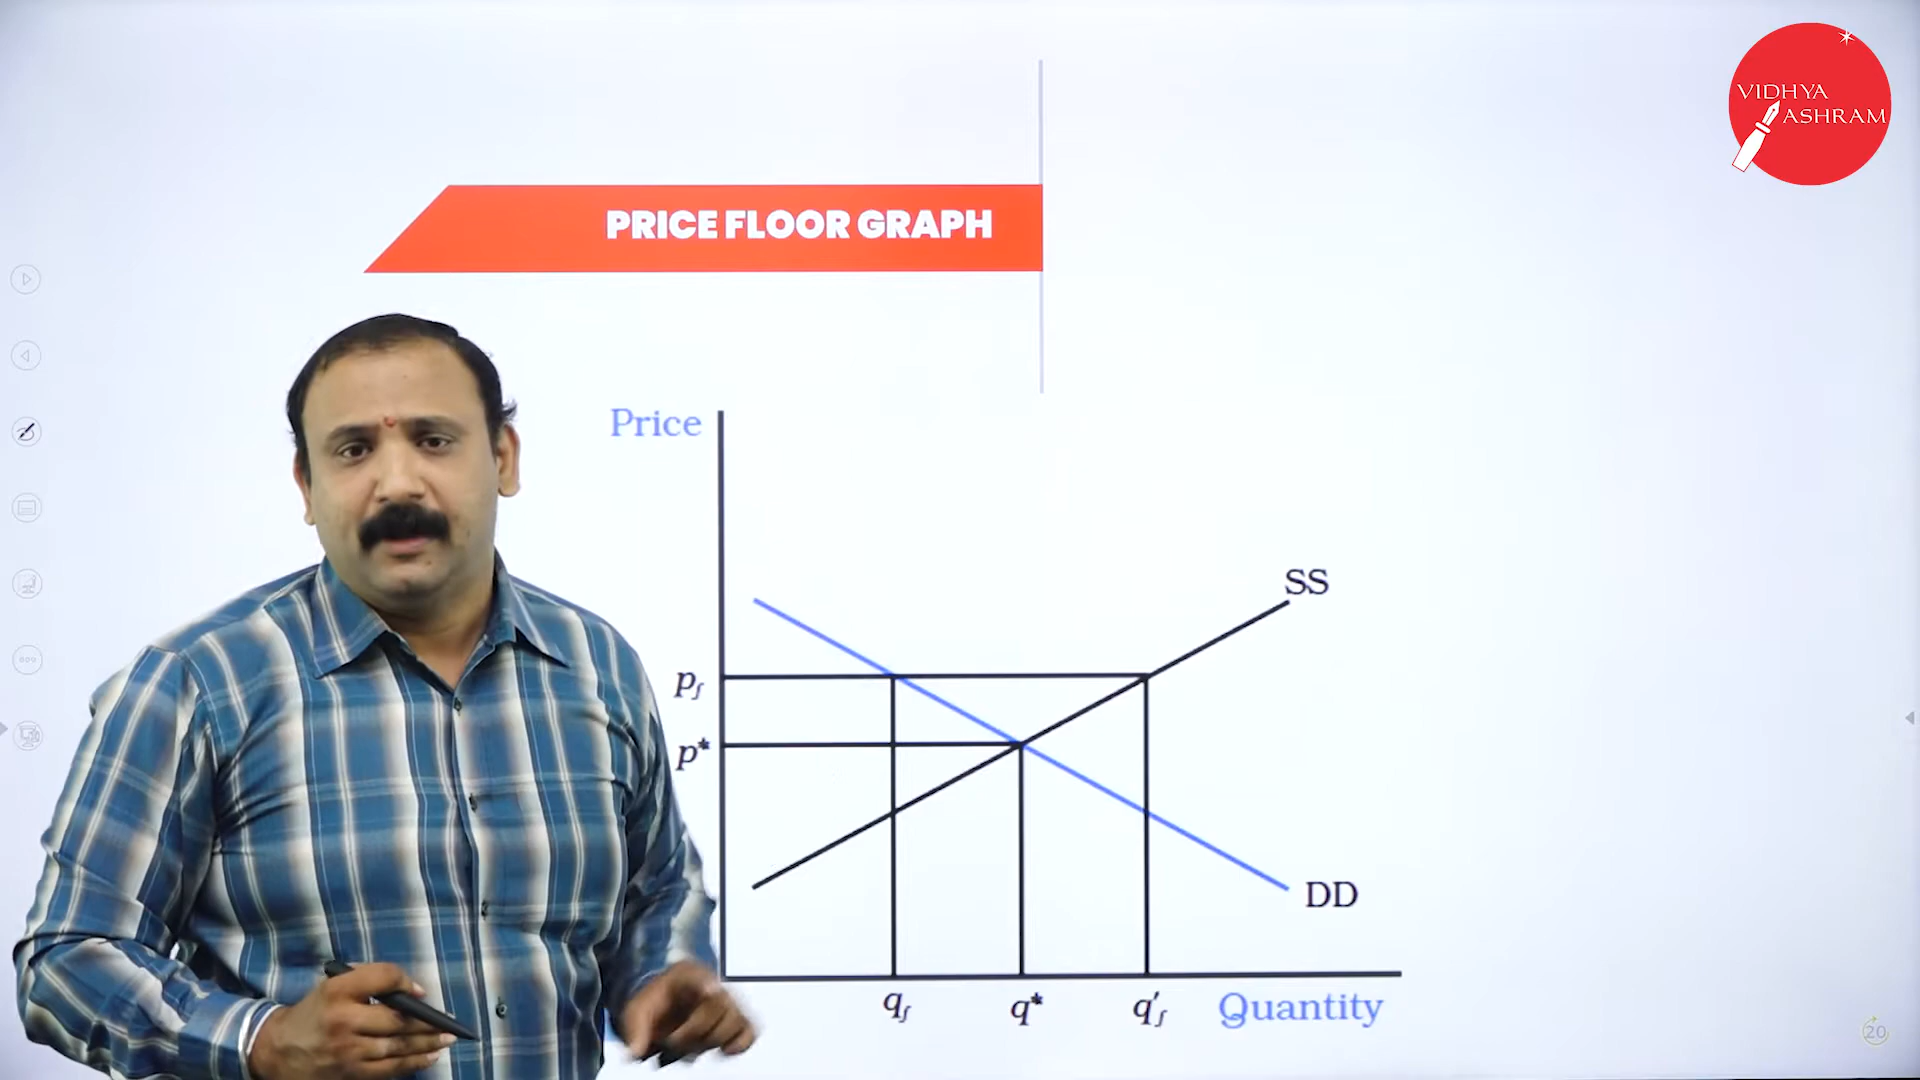 VIDHYA
ASHRAM
PRICE FLOOR GRAPH
Price
SS
pf
p*
DD
qf
q*
q′f
Quantity
20